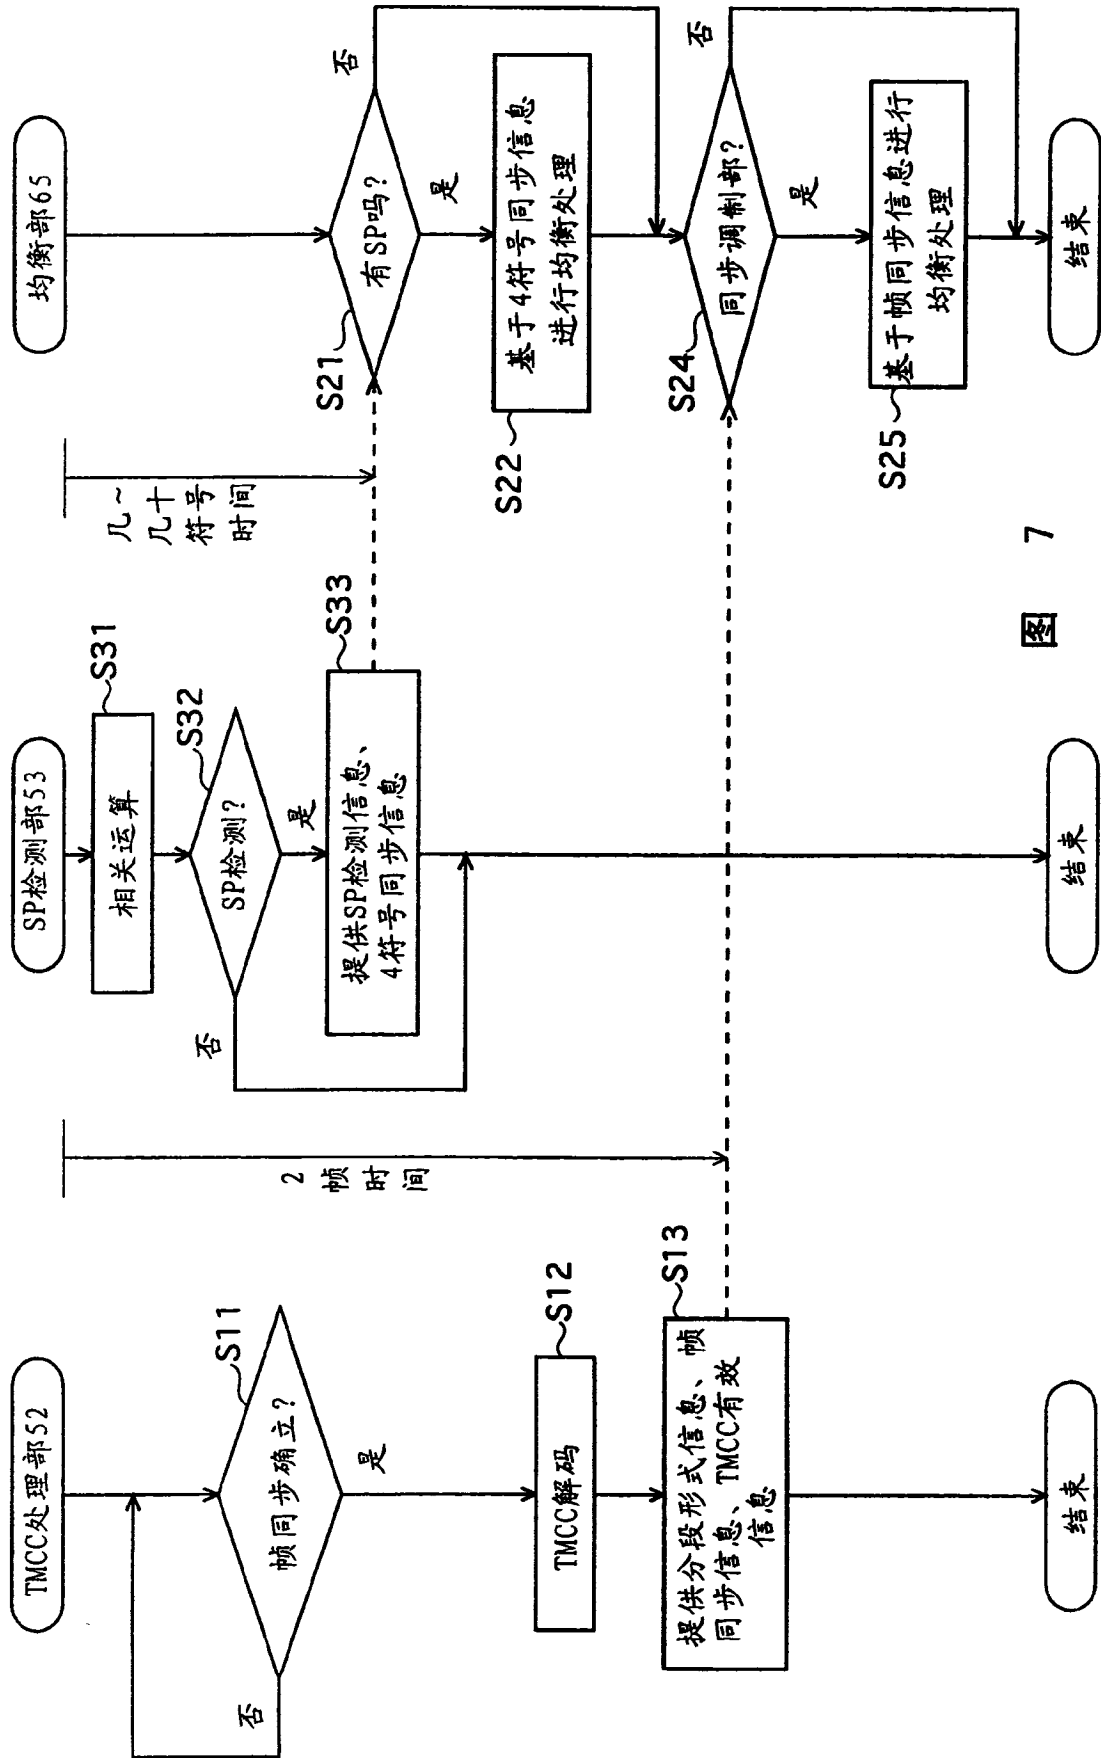 TMCC处理部52
S11
帧同步确立?
否
是
S12
TMCC解码
S13
提供分段形式信息、帧
同步信息、TMCC有效
信息
结束
2 帧时间
SP检测部53
S31
相关运算
S32
SP检测?
否
是
S33
提供SP检测信息、
4符号同步信息
结束
几~
几十
符号
时间
均衡部65
S21
有SP吗?
否
是
S22
基于4符号同步信息
进行均衡处理
S24
同步调制部?
否
是
S25
基于帧同步信息进行
均衡处理
结束
图 7